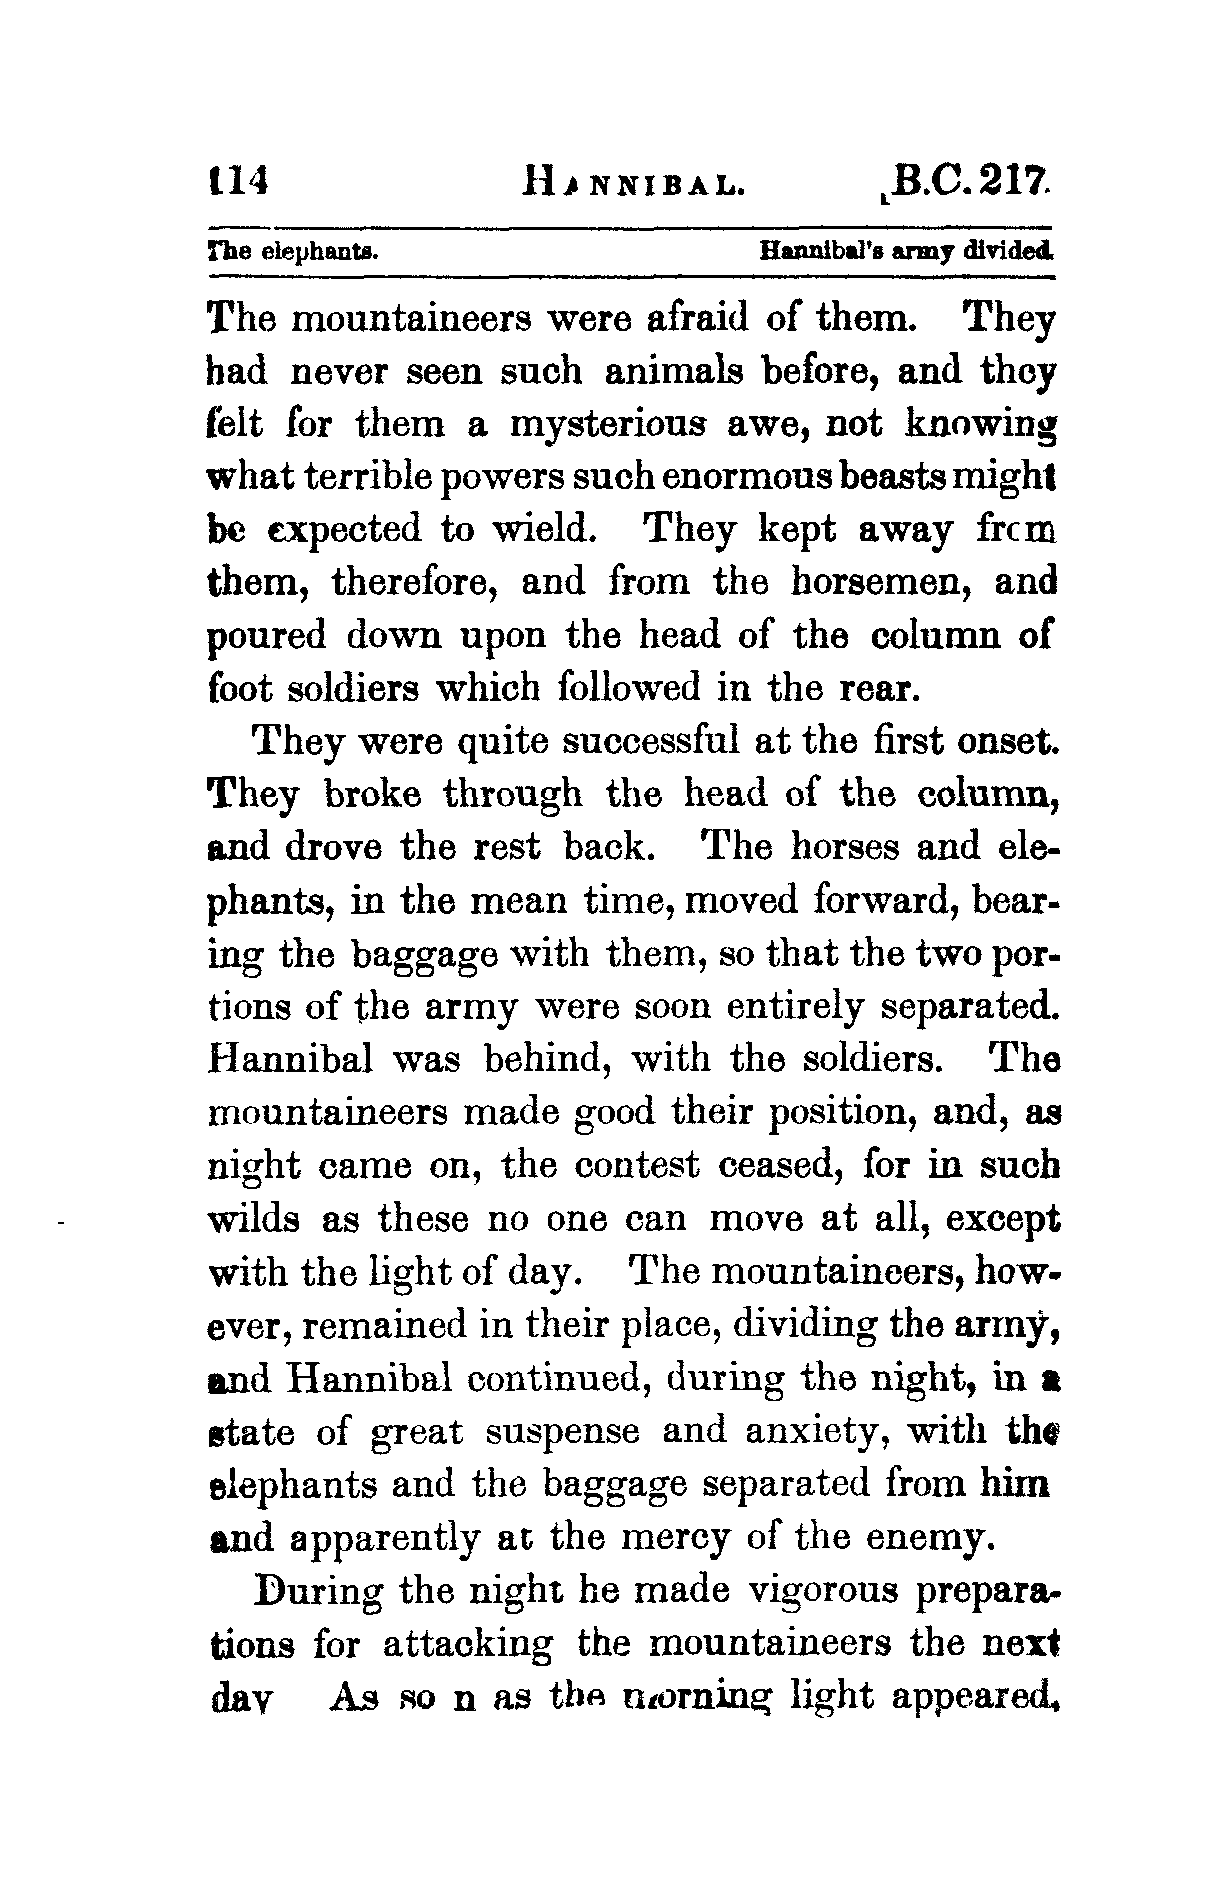 114 HANNIBAL. [B.C. 217.
The elephants. Hannibal's army divided.
The mountaineers were afraid of them. They
had never seen such animals before, and they
felt for them a mysterious awe, not knowing
what terrible powers such enormous beasts might
be expected to wield. They kept away from
them, therefore, and from the horsemen, and
poured down upon the head of the column of
foot soldiers which followed in the rear.
They were quite successful at the first onset.
They broke through the head of the column,
and drove the rest back. The horses and ele-
phants, in the mean time, moved forward, bear-
ing the baggage with them, so that the two por-
tions of the army were soon entirely separated.
Hannibal was behind, with the soldiers. The
mountaineers made good their position, and, as
night came on, the contest ceased, for in such
wilds as these no one can move at all, except
with the light of day. The mountaineers, how-
ever, remained in their place, dividing the army,
and Hannibal continued, during the night, in a
state of great suspense and anxiety, with the
elephants and the baggage separated from him
and apparently at the mercy of the enemy.
During the night he made vigorous prepara-
tions for attacking the mountaineers the next
day As soon as the morning light appeared,